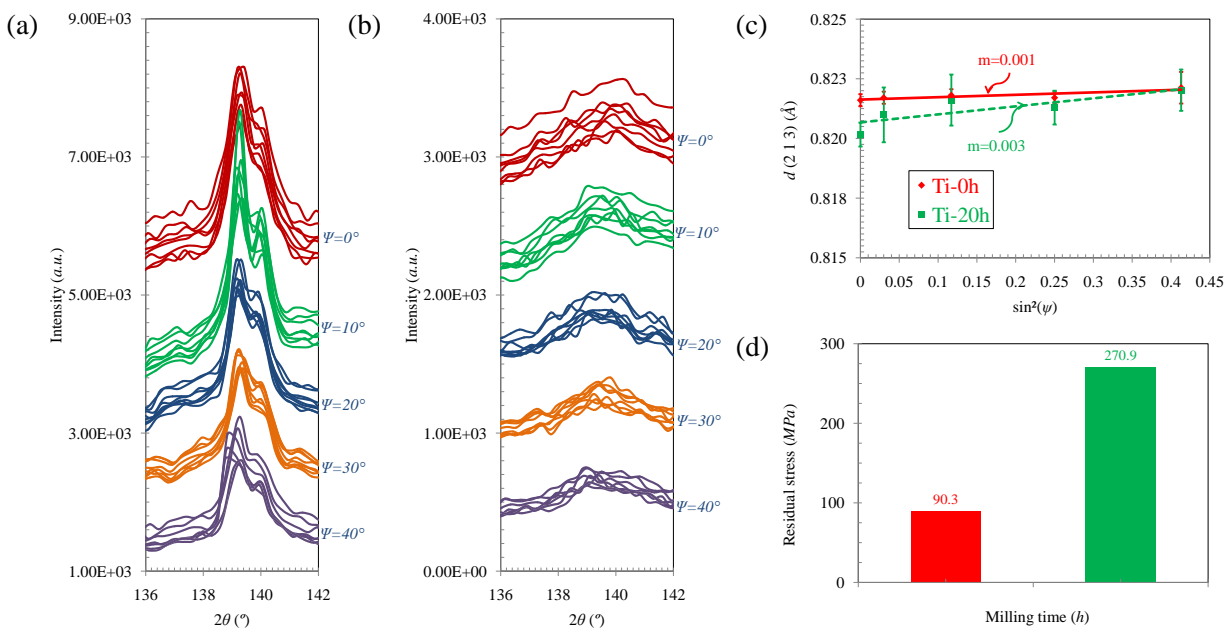 (a)
9.00E+03
7.00E+03
5.00E+03
3.00E+03
1.00E+03
Intensity (a.u.)
136 138 140 142
2θ (º)
Ψ=0°
Ψ=10°
Ψ=20°
Ψ=30°
Ψ=40°
(b)
4.00E+03
3.00E+03
2.00E+03
1.00E+03
0.00E+00
Intensity (a.u.)
136 138 140 142
2θ (º)
Ψ=0°
Ψ=10°
Ψ=20°
Ψ=30°
Ψ=40°
(c)
0.825
0.823
0.820
0.818
0.815
d (2 1 3) (Å)
m=0.001
m=0.003
Ti-0h
Ti-20h
0 0.05 0.1 0.15 0.2 0.25 0.3 0.35 0.4 0.45
sin²(ψ)
(d)
300
225
150
75
0
Residual stress (MPa)
90.3
270.9
Milling time (h)